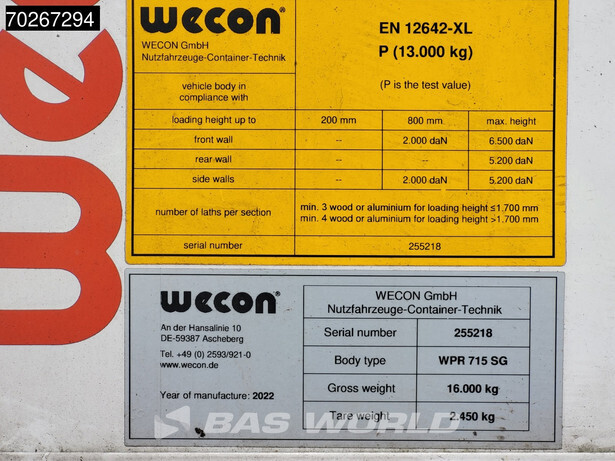 70267294
We
wecon®
WECON GmbH
Nutzfahrzeuge-Container-Technik
EN 12642-XL
P (13.000 kg)
vehicle body in
compliance with
(P is the test value)
loading height up to 200 mm 800 mm max. height
front wall -- 2.000 daN 6.500 daN
rear wall -- -- 5.200 daN
side walls -- 2.000 daN 5.200 daN
number of laths per section
min. 3 wood or aluminium for loading height ≤1.700 mm
min. 4 wood or aluminium for loading height >1.700 mm
serial number 255218
wecon®
An der Hansalinie 10
DE-59387 Ascheberg
Tel. +49 (0) 2593/921-0
www.wecon.de
Year of manufacture: 2022
WECON GmbH
Nutzfahrzeuge-Container-Technik
Serial number 255218
Body type WPR 715 SG
Gross weight 16.000 kg
Tare weight 2.450 kg
BAS WORLD